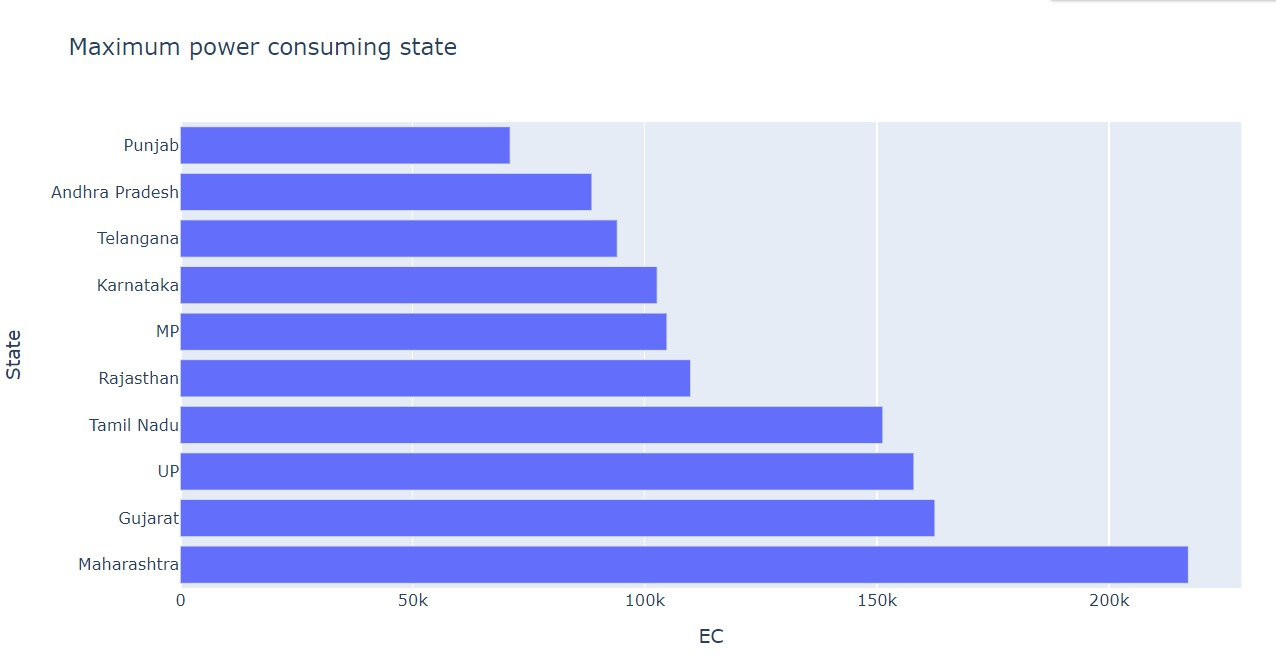 Maximum power consuming state
Punjab
Andhra Pradesh
Telangana
Karnataka
MP
Rajasthan
Tamil Nadu
UP
Gujarat
Maharashtra
State
0 50k 100k 150k 200k
EC